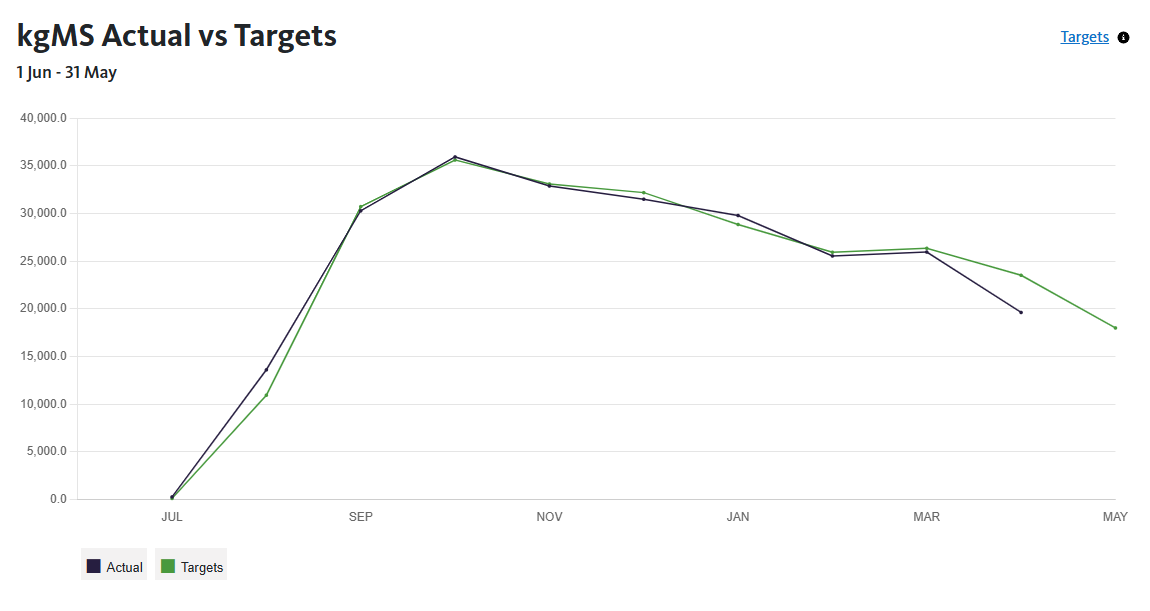 kgMS Actual vs Targets
Targets
1 Jun - 31 May
40,000.0
35,000.0
30,000.0
25,000.0
20,000.0
15,000.0
10,000.0
5,000.0
0.0
JUL SEP NOV JAN MAR MAY
Actual Targets